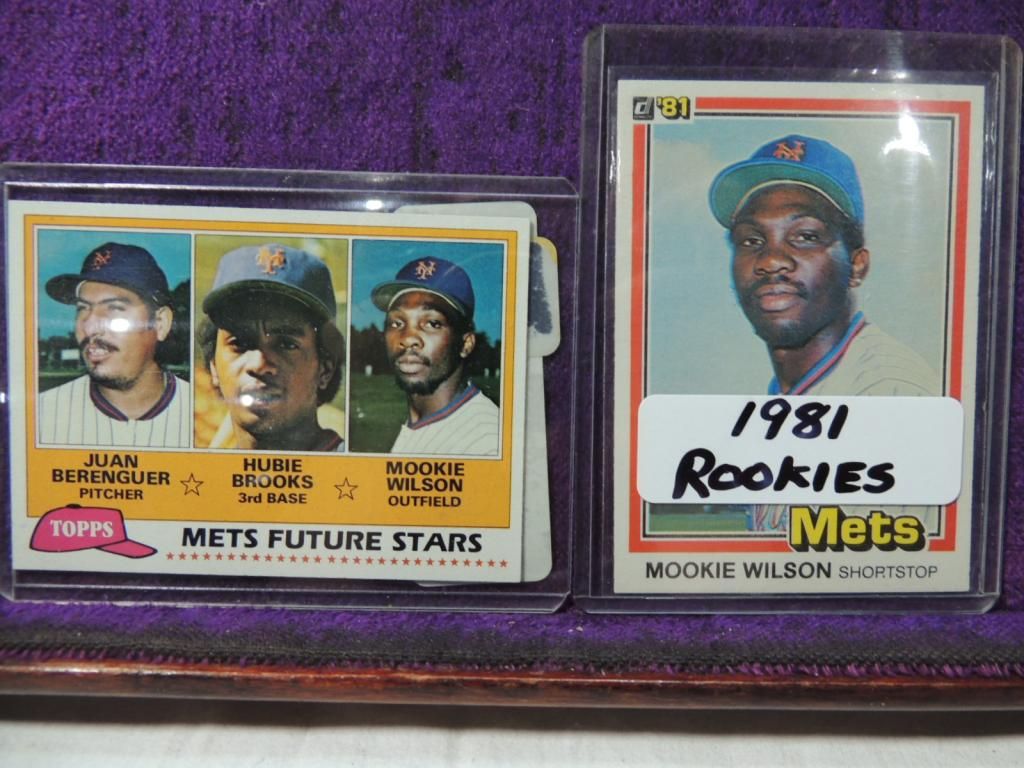 JUAN
BERENGUER
PITCHER
HUBIE
BROOKS
3rd BASE
MOOKIE
WILSON
OUTFIELD
TOPPS
METS FUTURE STARS
d '81
1981
ROOKIES
Mets
MOOKIE WILSON SHORTSTOP